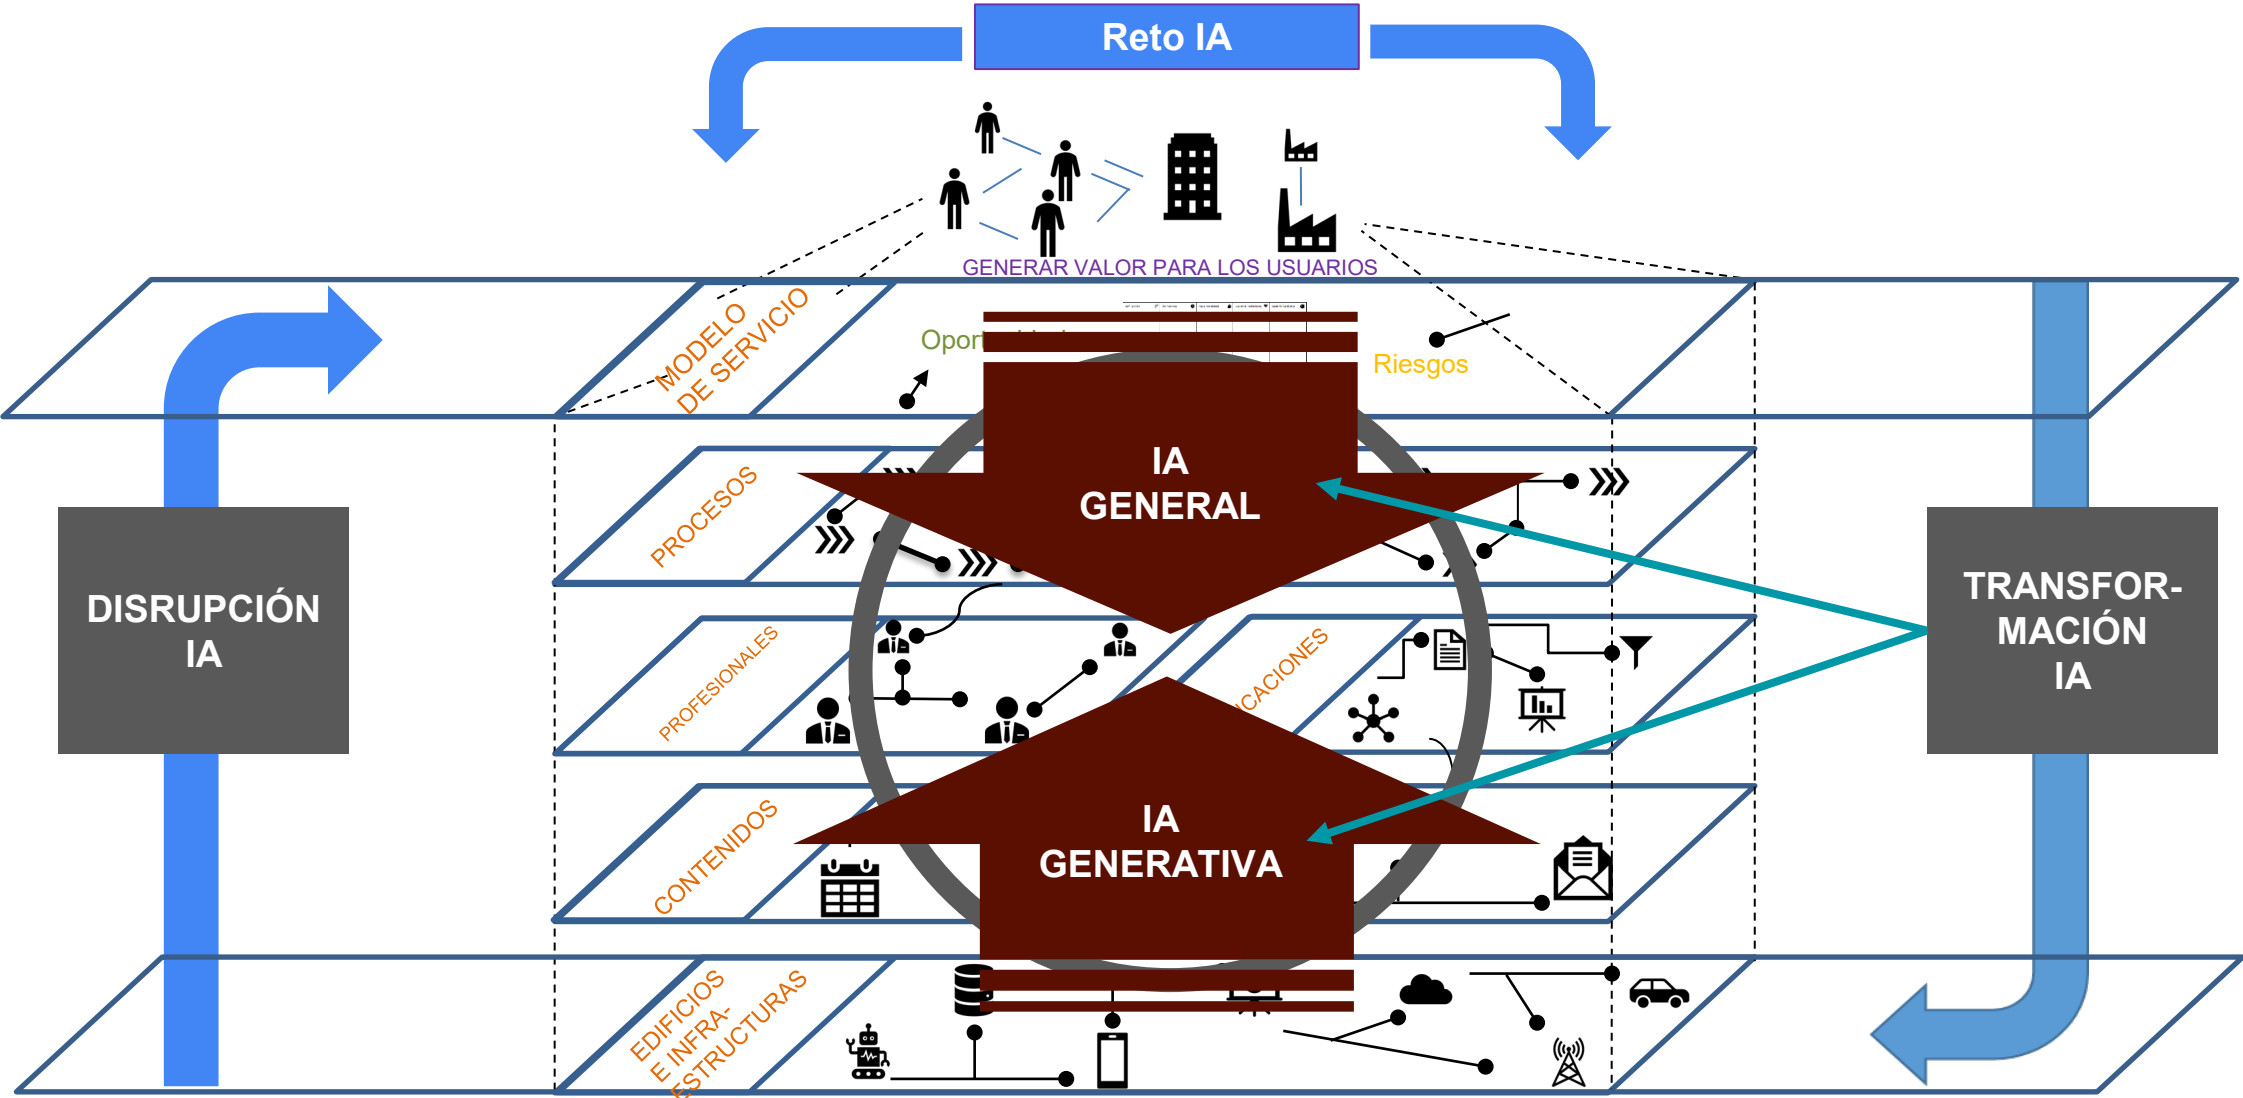 Reto IA
GENERAR VALOR PARA LOS USUARIOS
MODELO
DE SERVICIO
Riesgos
PROCESOS
IA
GENERAL
DISRUPCIÓN
IA
TRANSFOR-
MACIÓN
IA
PROFESIONALES
CONTENIDOS
IA
GENERATIVA
EDIFICIOS
E INFRA-
ESTRUCTURAS